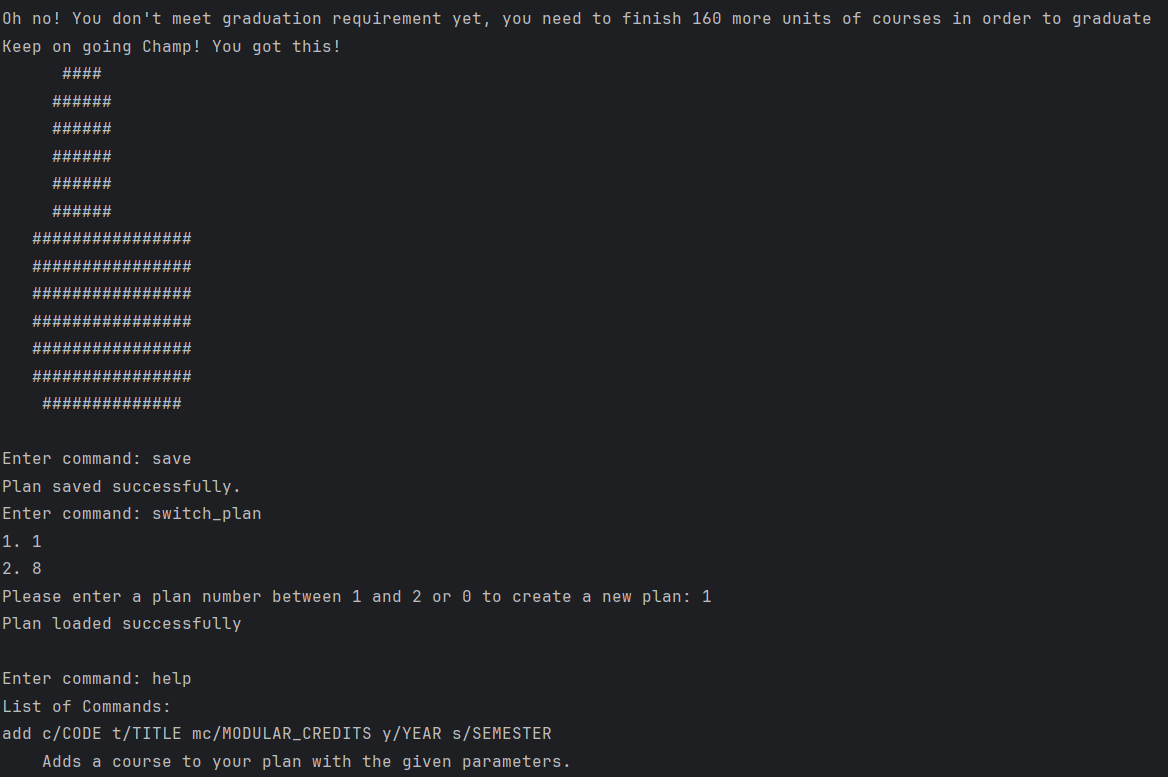 Oh no! You don't meet graduation requirement yet, you need to finish 160 more units of courses in order to graduate
Keep on going Champ! You got this!
      ####
     ######
     ######
     ######
     ######
     ######
   ################
   ################
   ################
   ################
   ################
   ################
    ##############
Enter command: save
Plan saved successfully.
Enter command: switch_plan
1. 1
2. 8
Please enter a plan number between 1 and 2 or 0 to create a new plan: 1
Plan loaded successfully
Enter command: help
List of Commands:
add c/CODE t/TITLE mc/MODULAR_CREDITS y/YEAR s/SEMESTER
    Adds a course to your plan with the given parameters.